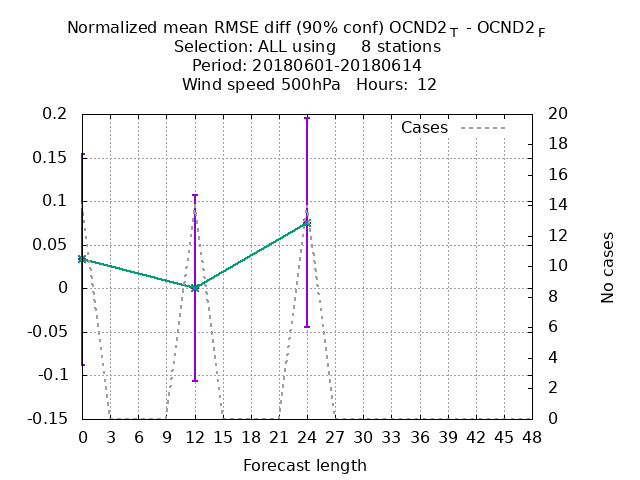 Normalized mean RMSE diff (90% conf) OCND2 T - OCND2 F
Selection: ALL using 8 stations
Period: 20180601-20180614
Wind speed 500hPa Hours: 12
Cases
0.2
0.15
0.1
0.05
0
-0.05
-0.1
-0.15
20
18
16
14
12
10
8
6
4
2
0
No cases
0 3 6 9 12 15 18 21 24 27 30 33 36 39 42 45 48
Forecast length